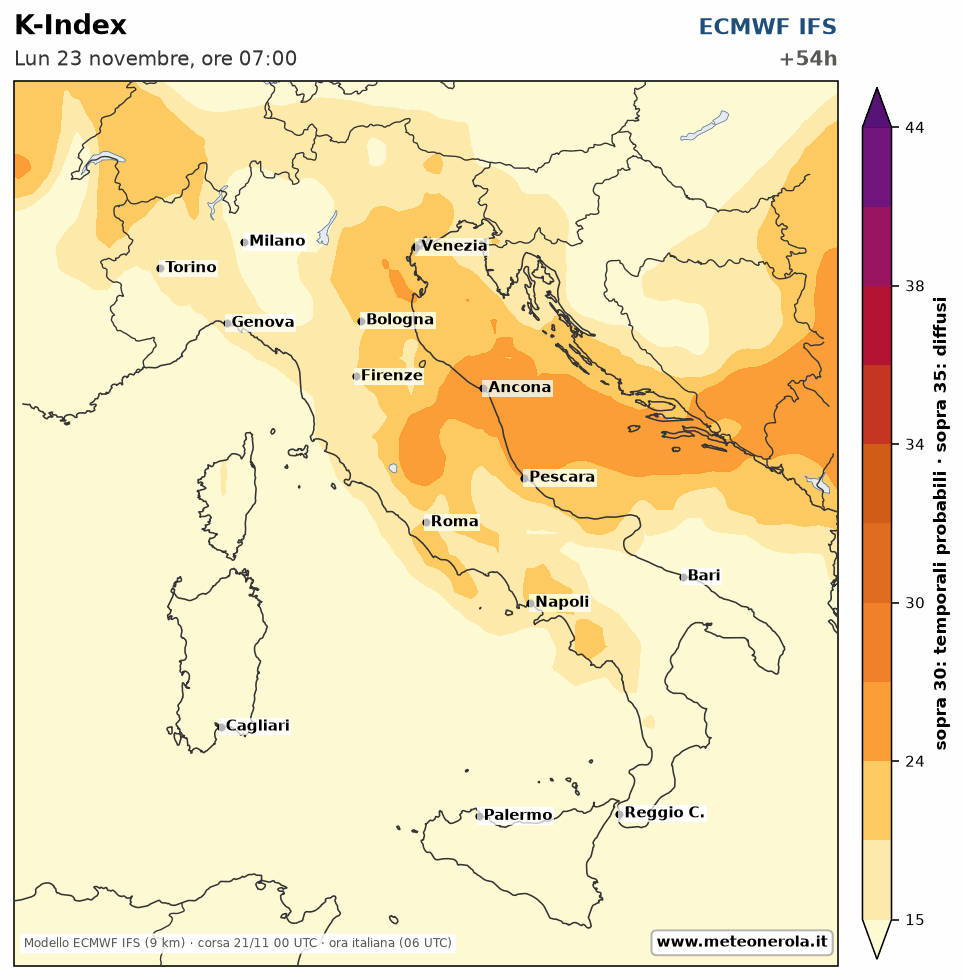 K-Index
ECMWF IFS
Lun 23 novembre, ore 07:00
+54h
44
38
34
30
24
15
sopra 30: temporali probabili · sopra 35: diffusi
Milano
Venezia
Torino
Genova
Bologna
Firenze
Ancona
Pescara
Roma
Bari
Napoli
Cagliari
Palermo
Reggio C.
Modello ECMWF IFS (9 km) · corsa 21/11 00 UTC · ora italiana (06 UTC)
www.meteonerola.it